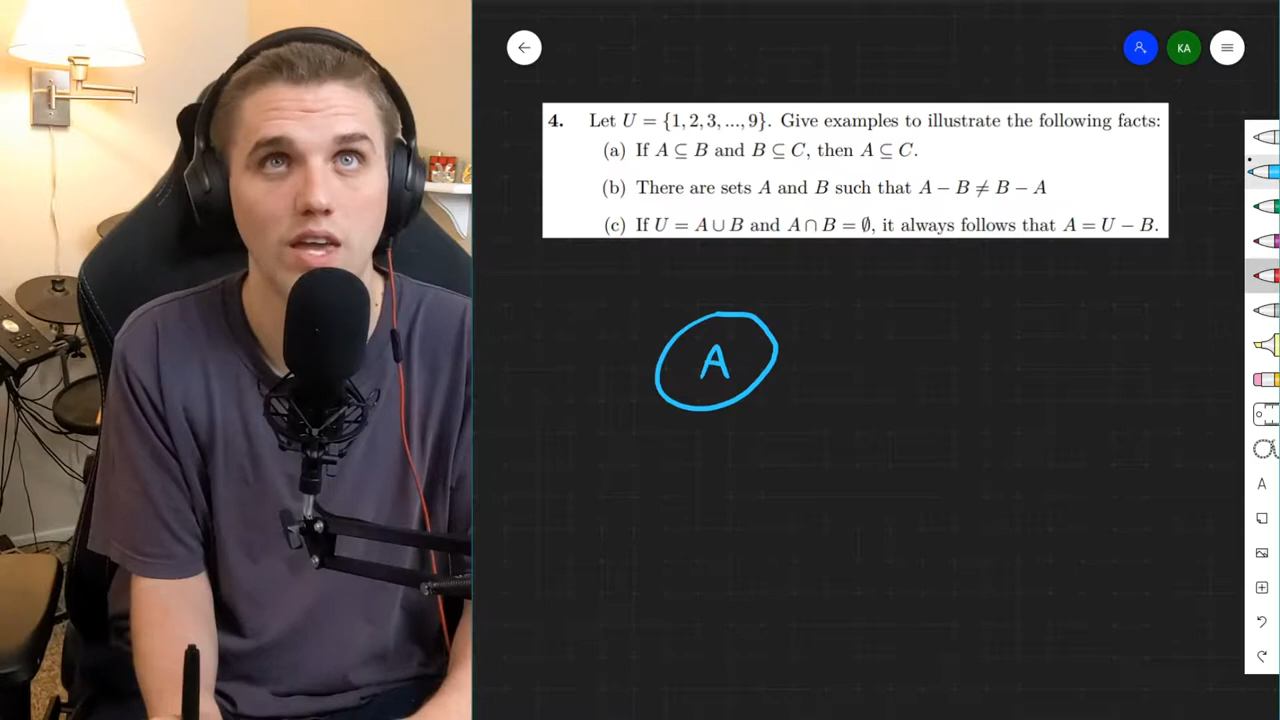 KA
4. Let U = {1, 2, 3, ..., 9}. Give examples to illustrate the following facts:
(a) If A ⊆ B and B ⊆ C, then A ⊆ C.
(b) There are sets A and B such that A − B ≠ B − A
(c) If U = A ∪ B and A ∩ B = ∅, it always follows that A = U − B.
A
A